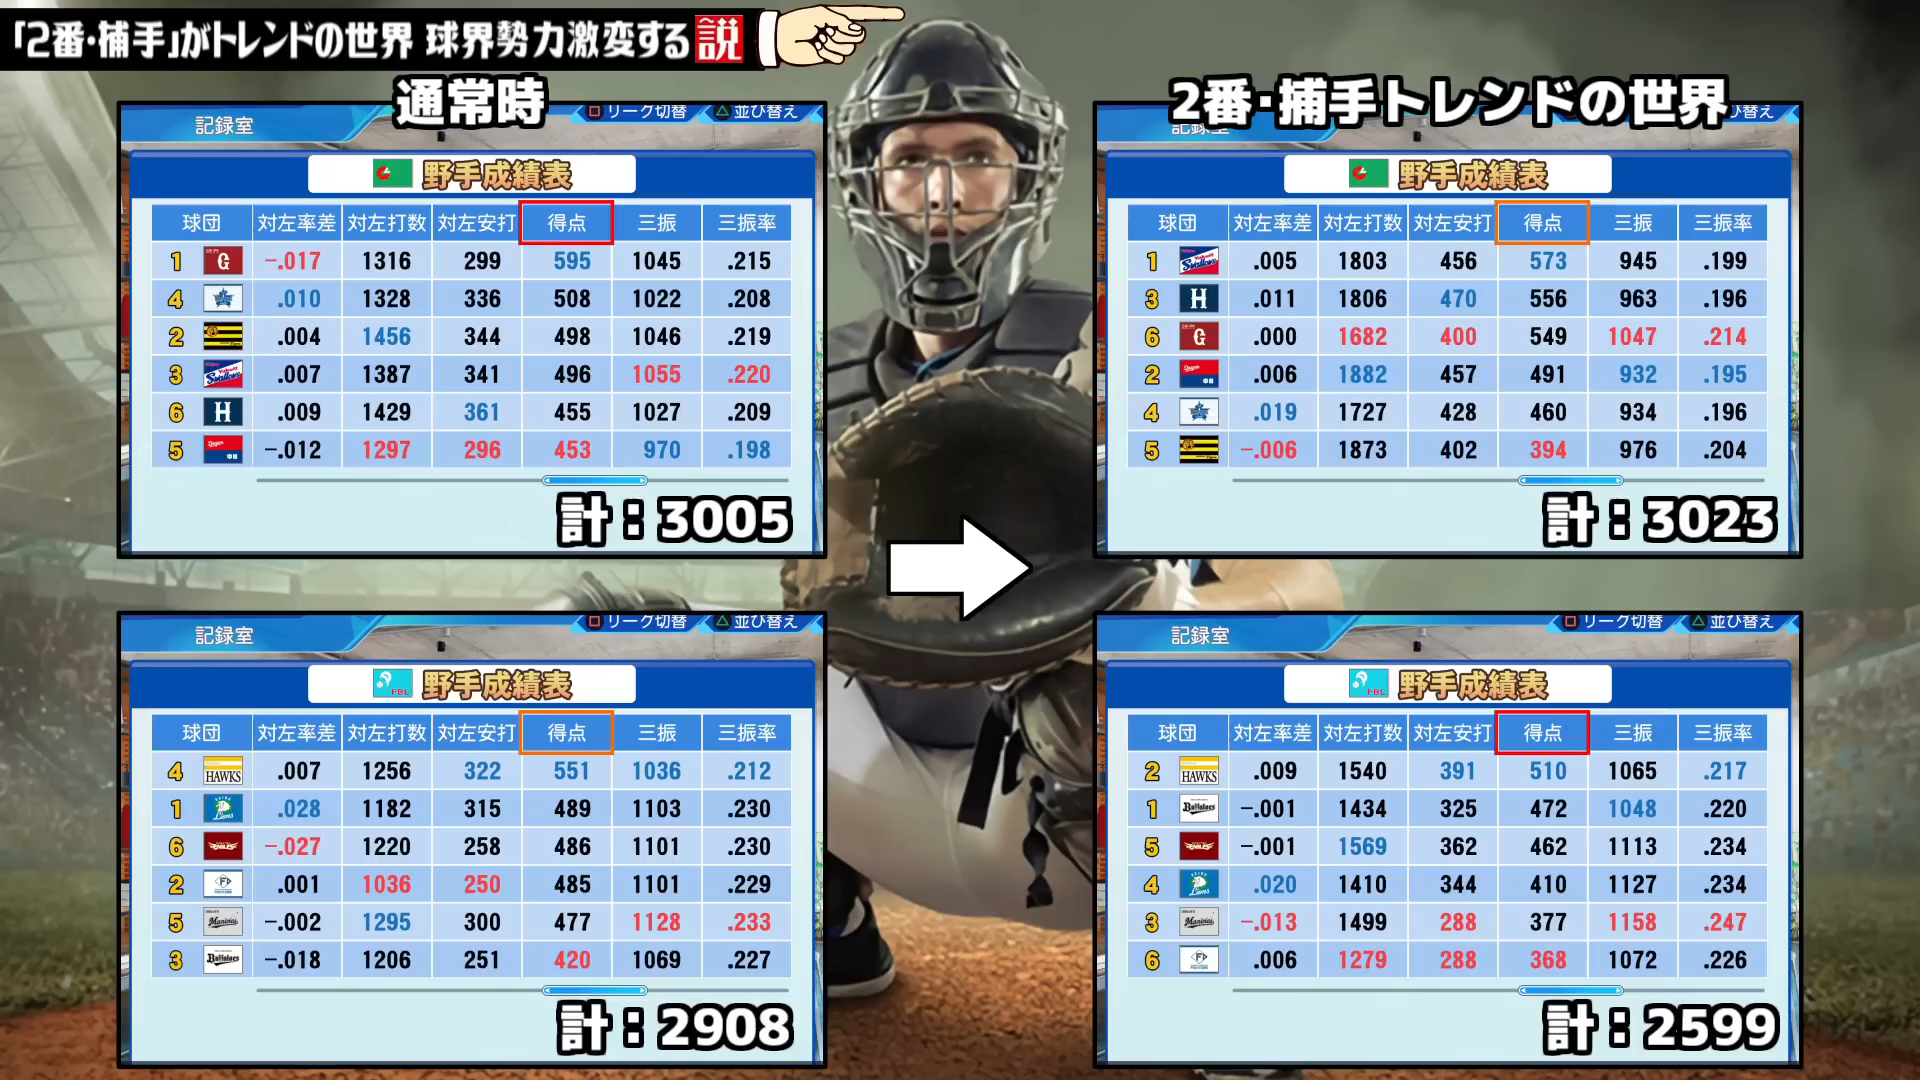 「2番・捕手」がトレンドの世界 球界勢力激変する説
通常時
記録室 □リーグ切替 △並び替え
野手成績表
球団 対左率差 対左打数 対左安打 得点 三振 三振率
1 G -.017 1316 299 595 1045 .215
4 .010 1328 336 508 1022 .208
2 .004 1456 344 498 1046 .219
3 Swallows .007 1387 341 496 1055 .220
6 H .009 1429 361 455 1027 .209
5 -.012 1297 296 453 970 .198
計：3005
2番・捕手トレンドの世界
記録室 び替え
野手成績表
球団 対左率差 対左打数 対左安打 得点 三振 三振率
1 Swallows .005 1803 456 573 945 .199
3 H .011 1806 470 556 963 .196
6 G .000 1682 400 549 1047 .214
2 .006 1882 457 491 932 .195
4 .019 1727 428 460 934 .196
5 -.006 1873 402 394 976 .204
計：3023
記録室 □リーグ切替 △並び替え
FBL 野手成績表
球団 対左率差 対左打数 対左安打 得点 三振 三振率
4 HAWKS .007 1256 322 551 1036 .212
1 Lions .028 1182 315 489 1103 .230
6 EAGLES -.027 1220 258 486 1101 .230
2 F .001 1036 250 485 1101 .229
5 Marines -.002 1295 300 477 1128 .233
3 Buffaloes -.018 1206 251 420 1069 .227
計：2908
記録室 □リーグ切替 △並び替え
FBL 野手成績表
球団 対左率差 対左打数 対左安打 得点 三振 三振率
2 HAWKS .009 1540 391 510 1065 .217
1 Buffaloes -.001 1434 325 472 1048 .220
5 EAGLES -.001 1569 362 462 1113 .234
4 Lions .020 1410 344 410 1127 .234
3 Marines -.013 1499 288 377 1158 .247
6 F .006 1279 288 368 1072 .226
計：2599